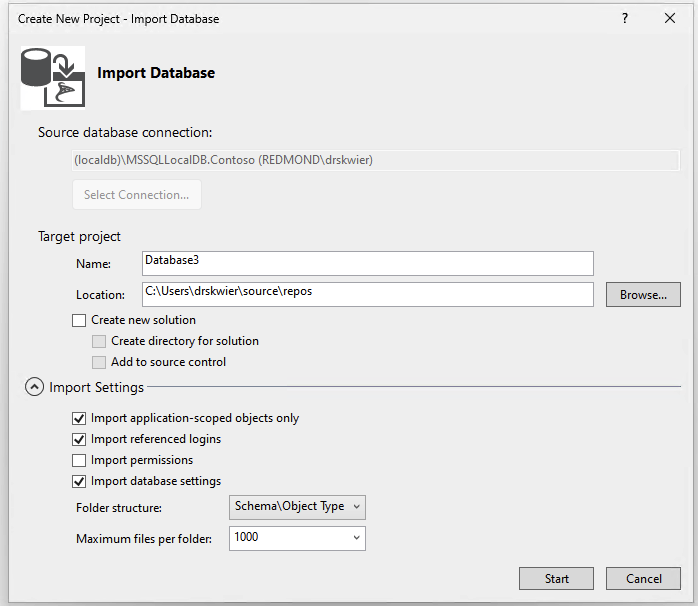 Create New Project - Import Database
?
Import Database
Source database connection:
(localdb)\MSSQLLocalDB.Contoso (REDMOND\drskwier)
Select Connection...
Target project
Name: Database3
Location: C:\Users\drskwier\source\repos Browse...
Create new solution
Create directory for solution
Add to source control
Import Settings
Import application-scoped objects only
Import referenced logins
Import permissions
Import database settings
Folder structure: Schema\Object Type
Maximum files per folder: 1000
Start Cancel